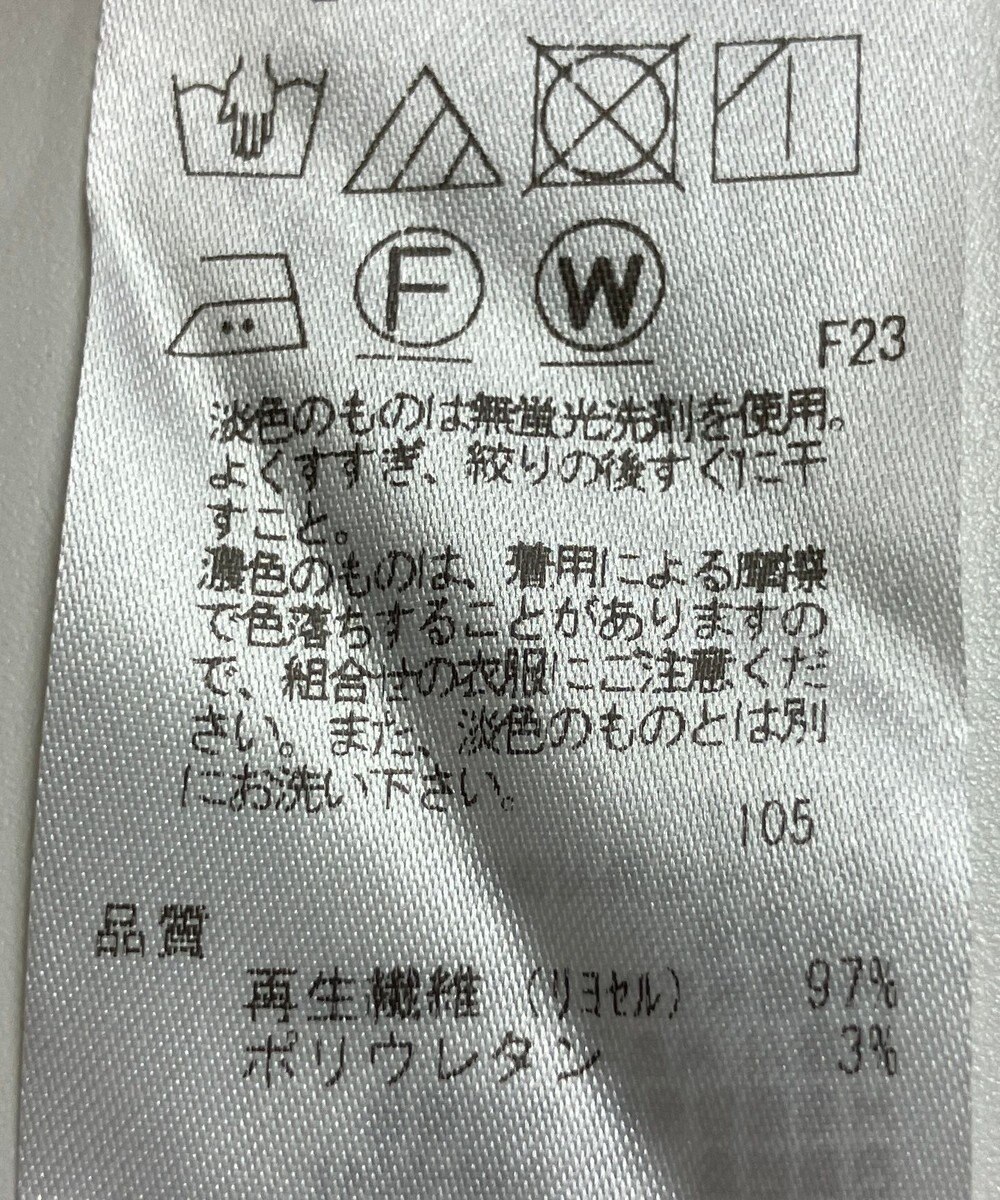 F W
F23
淡色のものは無蛍光洗剤を使用。
よくすすぎ、絞りの後すぐに干
すこと。
濃色のものは、着用による摩擦
で色落ちすることがありますの
で、組合せの衣服にご注意くだ
さい。また、淡色のものとは別
にお洗い下さい。
105
品質
再生繊維（リヨセル） 97%
ポリウレタン 3%